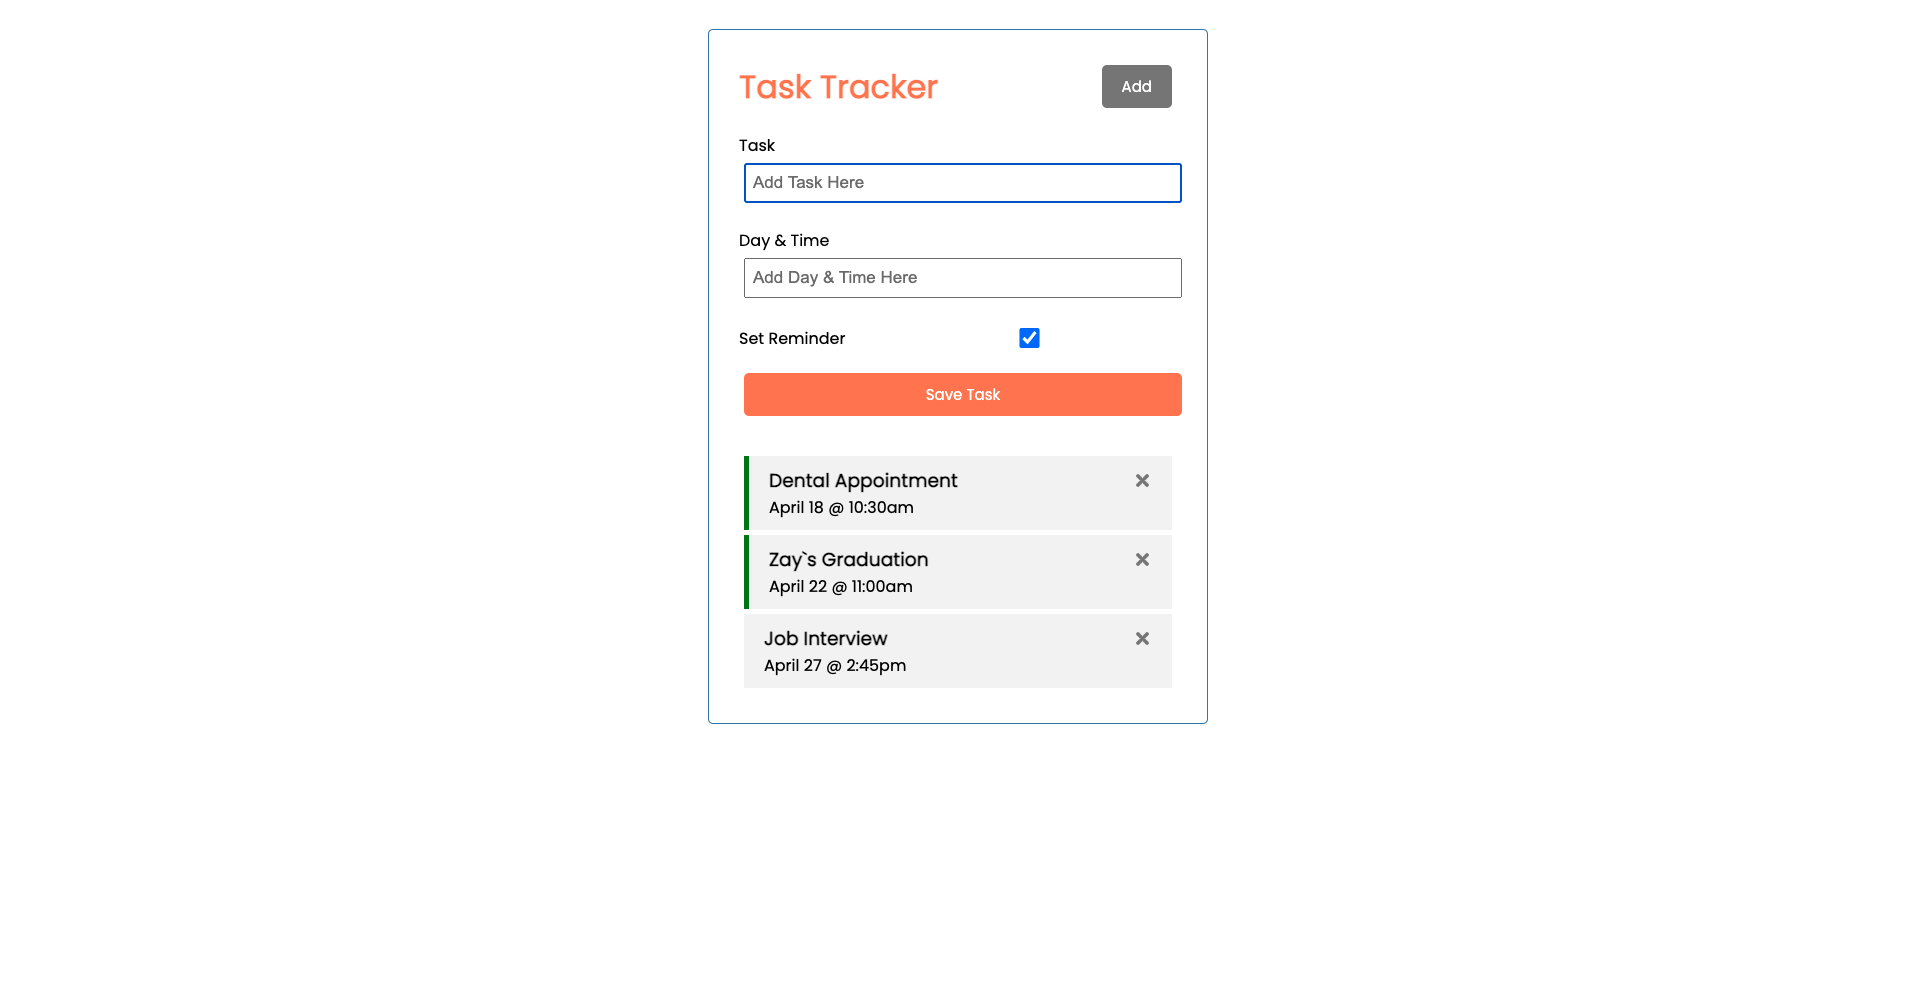 Task Tracker
Add
Task
Add Task Here
Day & Time
Add Day & Time Here
Set Reminder
Save Task
Dental Appointment
April 18 @ 10:30am
Zay`s Graduation
April 22 @ 11:00am
Job Interview
April 27 @ 2:45pm